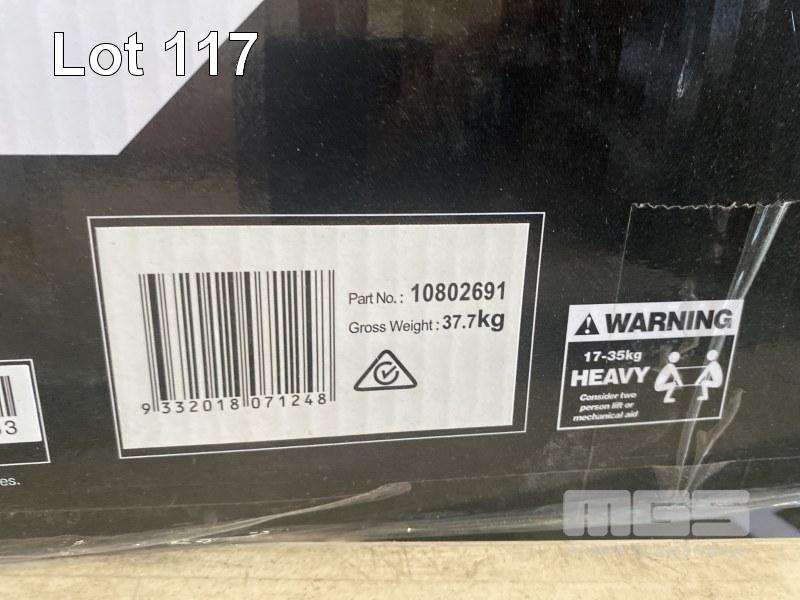 Lot 117
Part No. : 10802691
Gross Weight : 37.7kg
9 332018 071248
WARNING
17-35kg
HEAVY
Consider two
person lift or
mechanical aid
3
es.
MGS